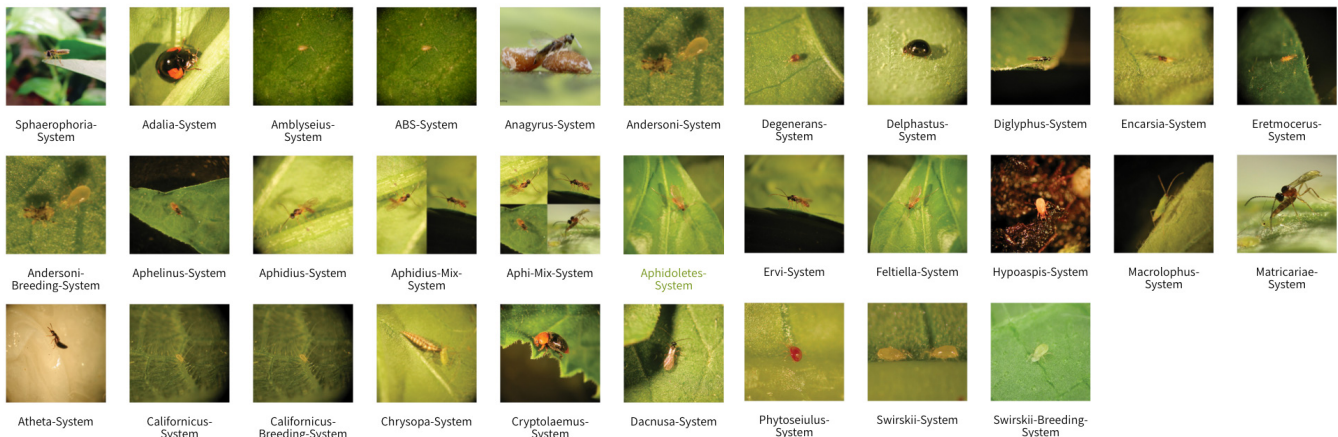 Sphaerophoria-
System
Adalia-System
Amblyseius-
System
ABS-System
Anagyrus-System
Andersoni-System
Degenerans-
System
Delphastus-
System
Diglyphus-System
Encarsia-System
Eretmocerus-
System
Andersoni-
Breeding-System
Aphelinus-System
Aphidius-System
Aphidius-Mix-
System
Aphi-Mix-System
Aphidoletes-
System
Ervi-System
Feltiella-System
Hypoaspis-System
Macrolophus-
System
Matricariae-
System
Atheta-System
Californicus-
System
Californicus-
Breeding-System
Chrysopa-System
Cryptolaemus-
System
Dacnusa-System
Phytoseiulus-
System
Swirskii-System
Swirskii-Breeding-
System